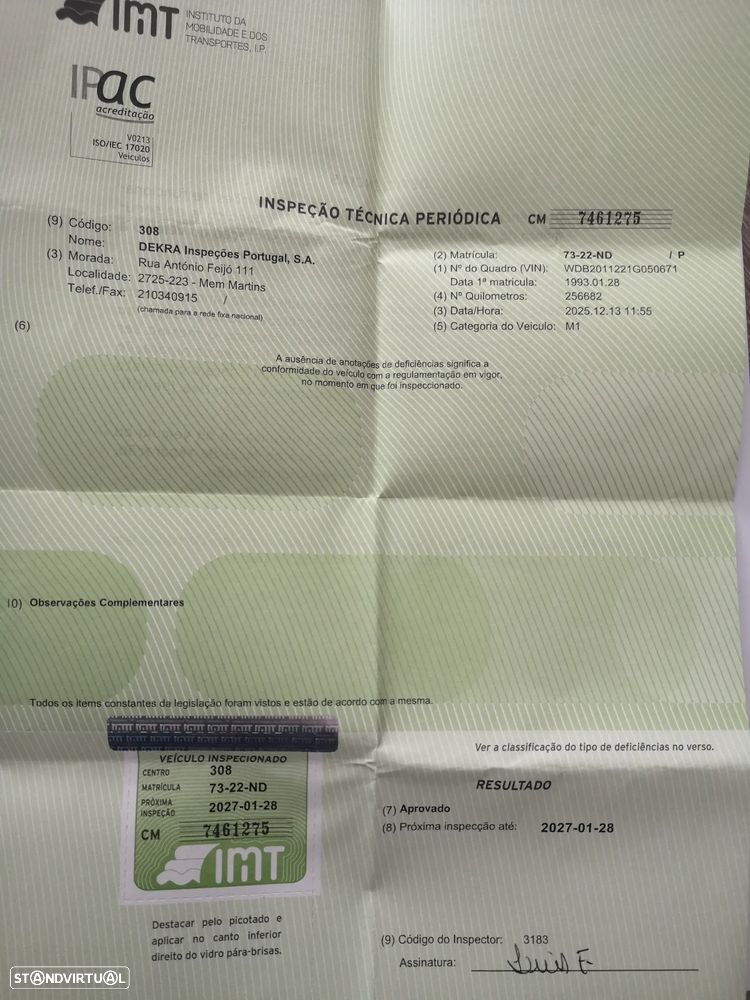 IMT
INSTITUTO DA
MOBILIDADE E DOS
TRANSPORTES, I.P.
IPac
acreditação
V0213
ISO/IEC 17020
Veículos
INSPEÇÃO TÉCNICA PERIÓDICA CM 7461275
(9) Código: 308
Nome: DEKRA Inspeções Portugal, S.A.
(3) Morada: Rua António Feijó 111
Localidade: 2725-223 - Mem Martins
Telef./Fax: 210340915 /
(chamada para a rede fixa nacional)
(2) Matrícula: 73-22-ND / P
(1) Nº do Quadro (VIN): WDB2011221G050671
Data 1ª matricula: 1993.01.28
(4) Nº Quilometros: 256682
(3) Data/Hora: 2025.12.13 11:55
(5) Categoria do Veiculo: M1
(6)
A ausência de anotações de deficiências significa a
conformidade do veículo com a regulamentação em vigor,
no momento em que foi inspeccionado.
10) Observações Complementares
Todos os items constantes da legislação foram vistos e estão de acordo com a mesma.
VEÍCULO INSPECIONADO
CENTRO 308
MATRÍCULA 73-22-ND
PRÓXIMA
INSPEÇÃO 2027-01-28
CM 7461275
IMT
Destacar pelo picotado e
aplicar no canto inferior
direito do vidro pára-brisas.
Ver a classificação do tipo de deficiências no verso.
RESULTADO
(7) Aprovado
(8) Próxima inspecção até: 2027-01-28
(9) Código do Inspector: 3183
Assinatura:
STANDVIRTUAL